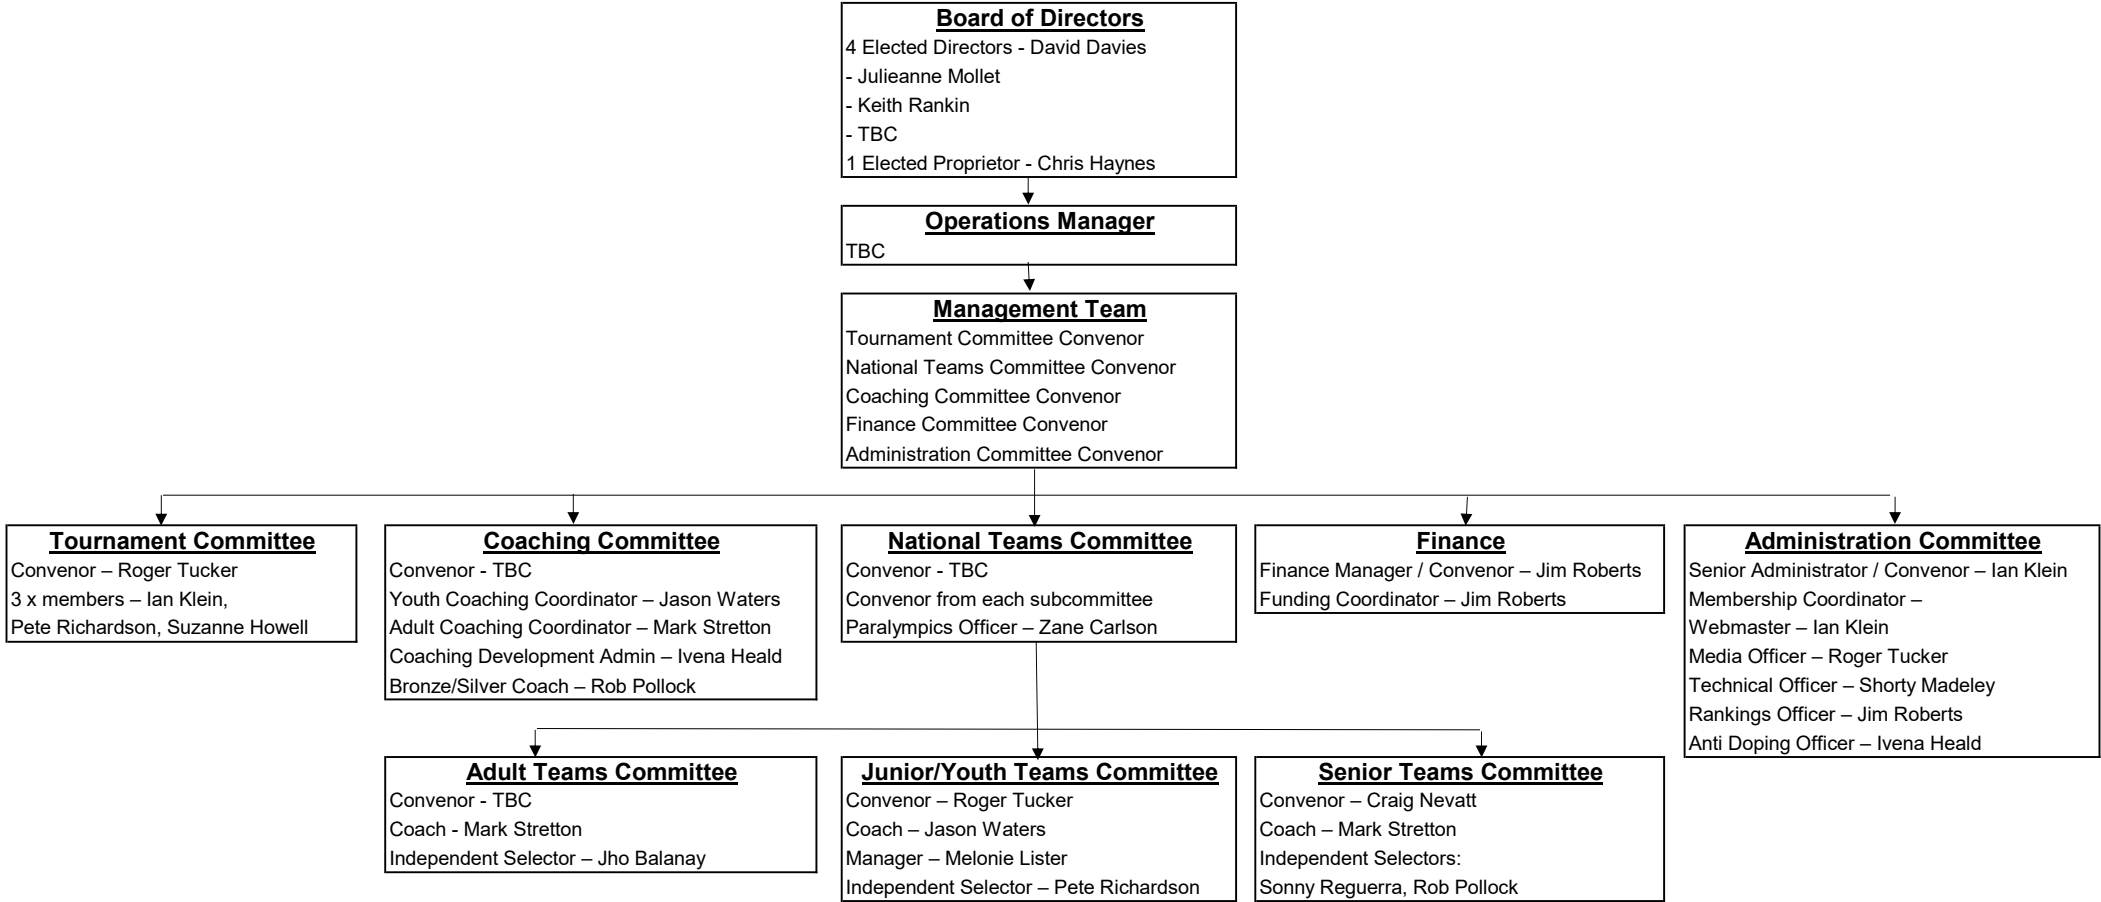 Board of Directors
4 Elected Directors - David Davies
- Julieanne Mollet
- Keith Rankin
- TBC
1 Elected Proprietor - Chris Haynes
Operations Manager
TBC
Management Team
Tournament Committee Convenor
National Teams Committee Convenor
Coaching Committee Convenor
Finance Committee Convenor
Administration Committee Convenor
Tournament Committee
Convenor – Roger Tucker
3 x members – Ian Klein,
Pete Richardson, Suzanne Howell
Coaching Committee
Convenor - TBC
Youth Coaching Coordinator – Jason Waters
Adult Coaching Coordinator – Mark Stretton
Coaching Development Admin – Ivena Heald
Bronze/Silver Coach – Rob Pollock
National Teams Committee
Convenor - TBC
Convenor from each subcommittee
Paralympics Officer – Zane Carlson
Finance
Finance Manager / Convenor – Jim Roberts
Funding Coordinator – Jim Roberts
Administration Committee
Senior Administrator / Convenor – Ian Klein
Membership Coordinator –
Webmaster – Ian Klein
Media Officer – Roger Tucker
Technical Officer – Shorty Madeley
Rankings Officer – Jim Roberts
Anti Doping Officer – Ivena Heald
Adult Teams Committee
Convenor - TBC
Coach - Mark Stretton
Independent Selector – Jho Balanay
Junior/Youth Teams Committee
Convenor – Roger Tucker
Coach – Jason Waters
Manager – Melonie Lister
Independent Selector – Pete Richardson
Senior Teams Committee
Convenor – Craig Nevatt
Coach – Mark Stretton
Independent Selectors:
Sonny Reguerra, Rob Pollock